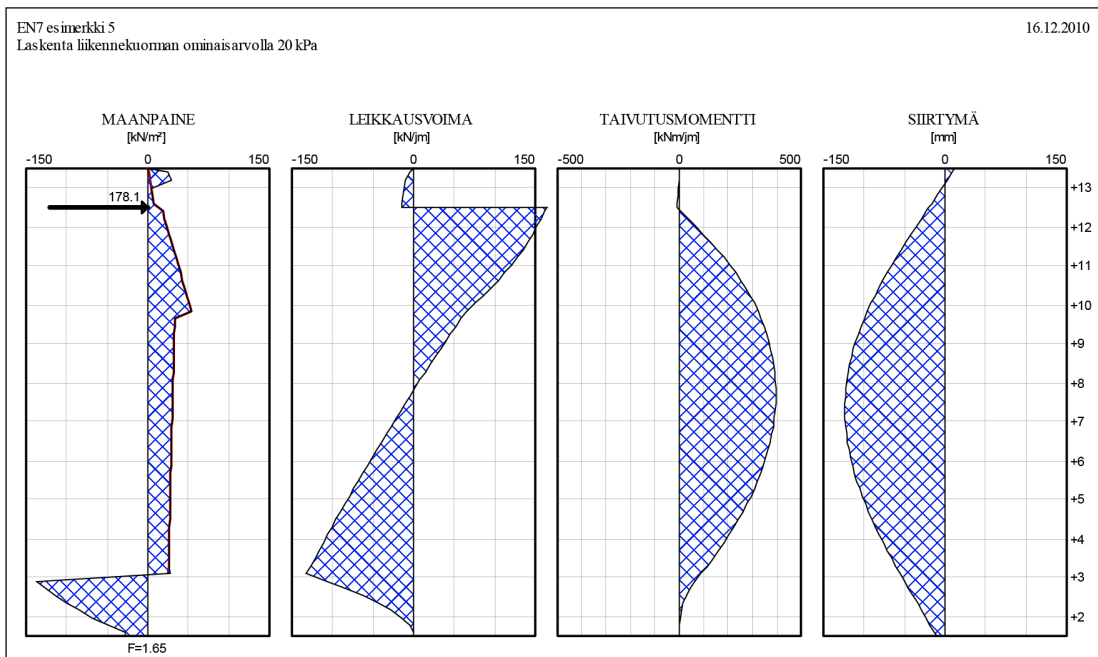 EN7 esimerkki 5
16.12.2010
Laskenta liikennekuorman ominaisarvolla 20 kPa
MAANPAINE
[kN/m²]
LEIKKAUSVOIMA
[kN/jm]
TAIVUTUSMOMENTTI
[kNm/jm]
SIIRTYMÄ
[mm]
-150 0 150
-150 0 150
-500 0 500
-150 0 150
178.1
+13
+12
+11
+10
+9
+8
+7
+6
+5
+4
+3
+2
F=1.65